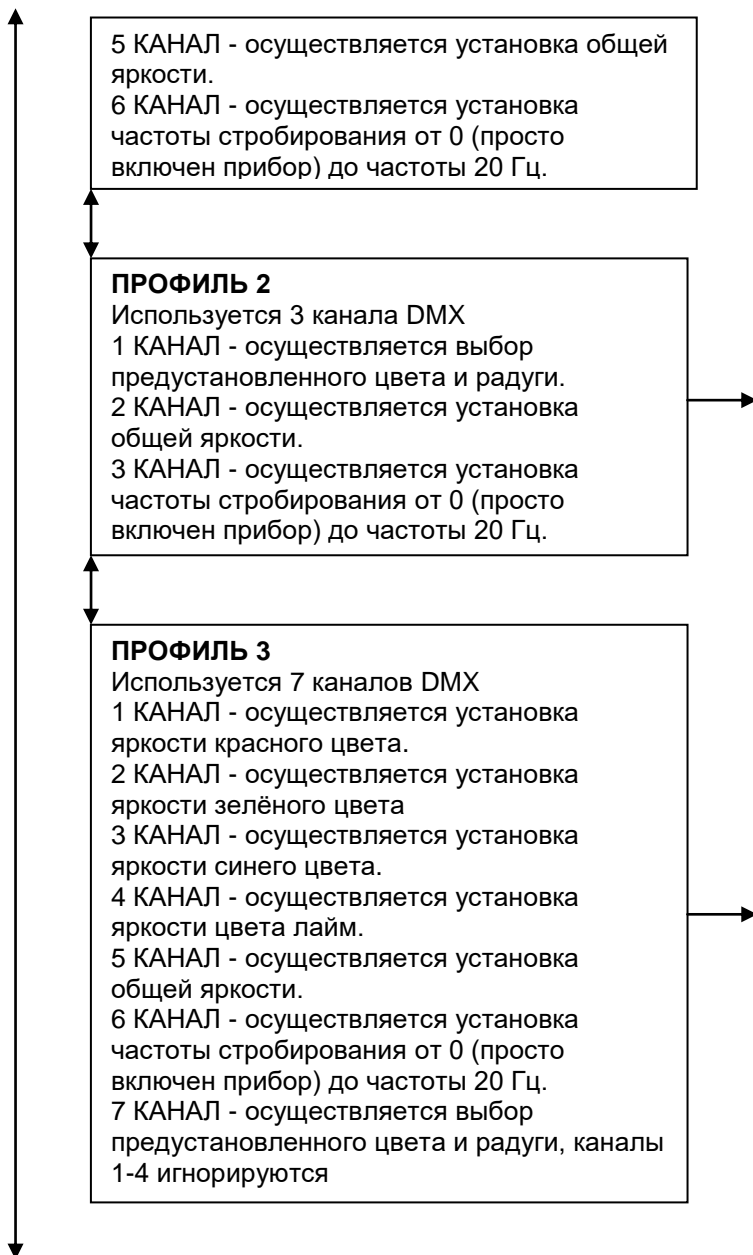 5 КАНАЛ - осуществляется установка общей
яркости.
6 КАНАЛ - осуществляется установка
частоты стробирования от 0 (просто
включен прибор) до частоты 20 Гц.
ПРОФИЛЬ 2
Используется 3 канала DMX
1 КАНАЛ - осуществляется выбор
предустановленного цвета и радуги.
2 КАНАЛ - осуществляется установка
общей яркости.
3 КАНАЛ - осуществляется установка
частоты стробирования от 0 (просто
включен прибор) до частоты 20 Гц.
ПРОФИЛЬ 3
Используется 7 каналов DMX
1 КАНАЛ - осуществляется установка
яркости красного цвета.
2 КАНАЛ - осуществляется установка
яркости зелёного цвета
3 КАНАЛ - осуществляется установка
яркости синего цвета.
4 КАНАЛ - осуществляется установка
яркости цвета лайм.
5 КАНАЛ - осуществляется установка
общей яркости.
6 КАНАЛ - осуществляется установка
частоты стробирования от 0 (просто
включен прибор) до частоты 20 Гц.
7 КАНАЛ - осуществляется выбор
предустановленного цвета и радуги, каналы
1-4 игнорируются